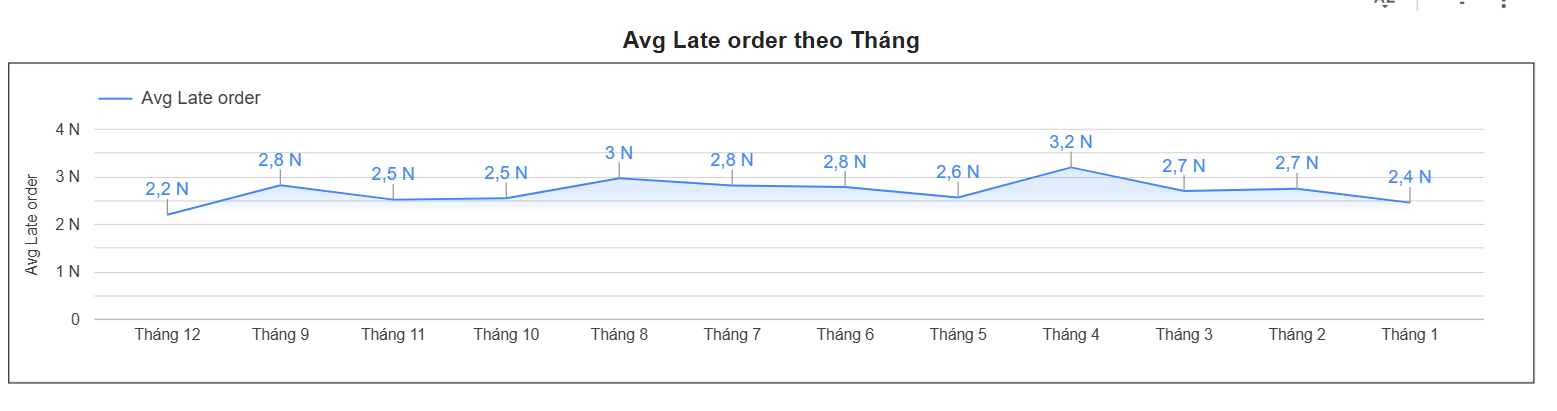 Avg Late order theo Tháng
Avg Late order
4 N
3 N
2 N
1 N
0
Avg Late order
2,2 N
2,8 N
2,5 N
2,5 N
3 N
2,8 N
2,8 N
2,6 N
3,2 N
2,7 N
2,7 N
2,4 N
Tháng 12 Tháng 9 Tháng 11 Tháng 10 Tháng 8 Tháng 7 Tháng 6 Tháng 5 Tháng 4 Tháng 3 Tháng 2 Tháng 1